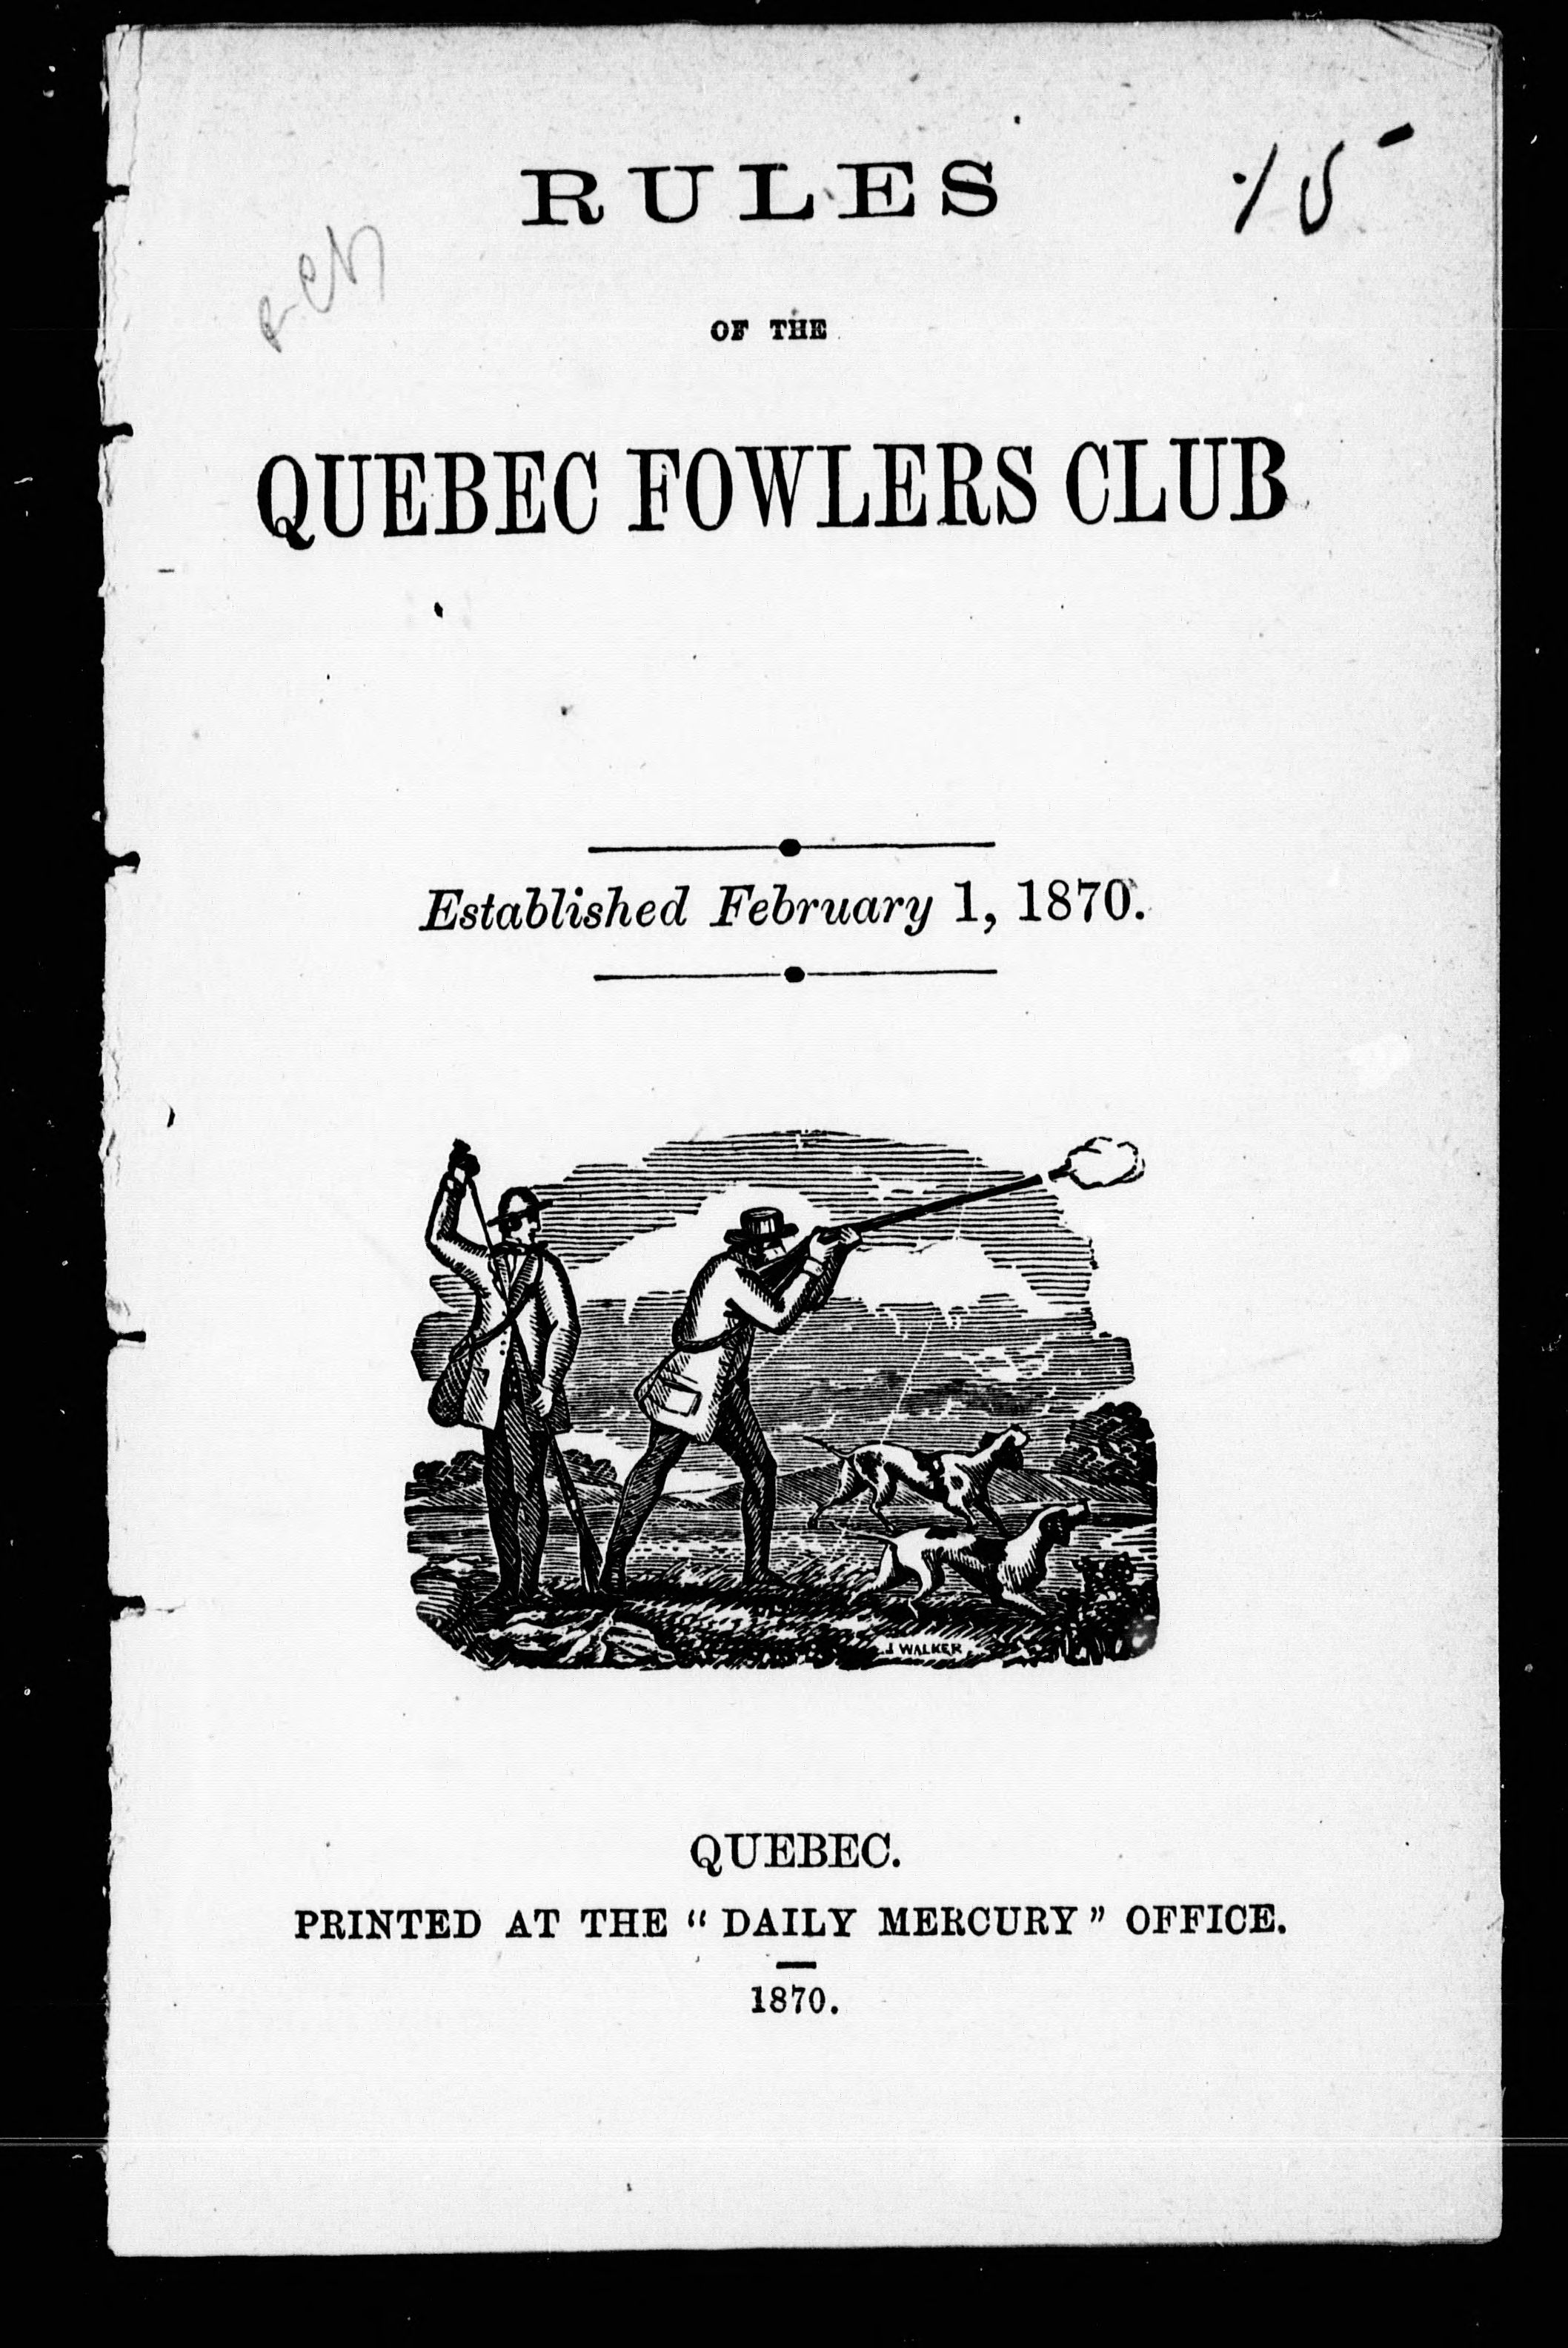 RULES
OF THE
QUEBEC FOWLERS CLUB
Established February 1, 1870.
J WALKER
QUEBEC.
PRINTED AT THE " DAILY MERCURY" OFFICE.
1870.